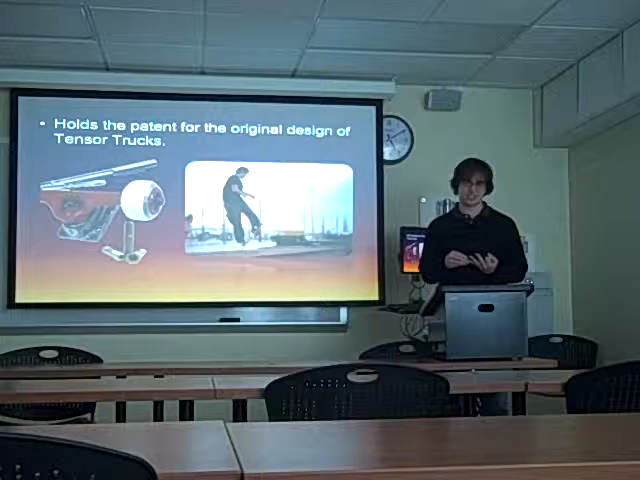 • Holds the patent for the original design of
Tensor Trucks.